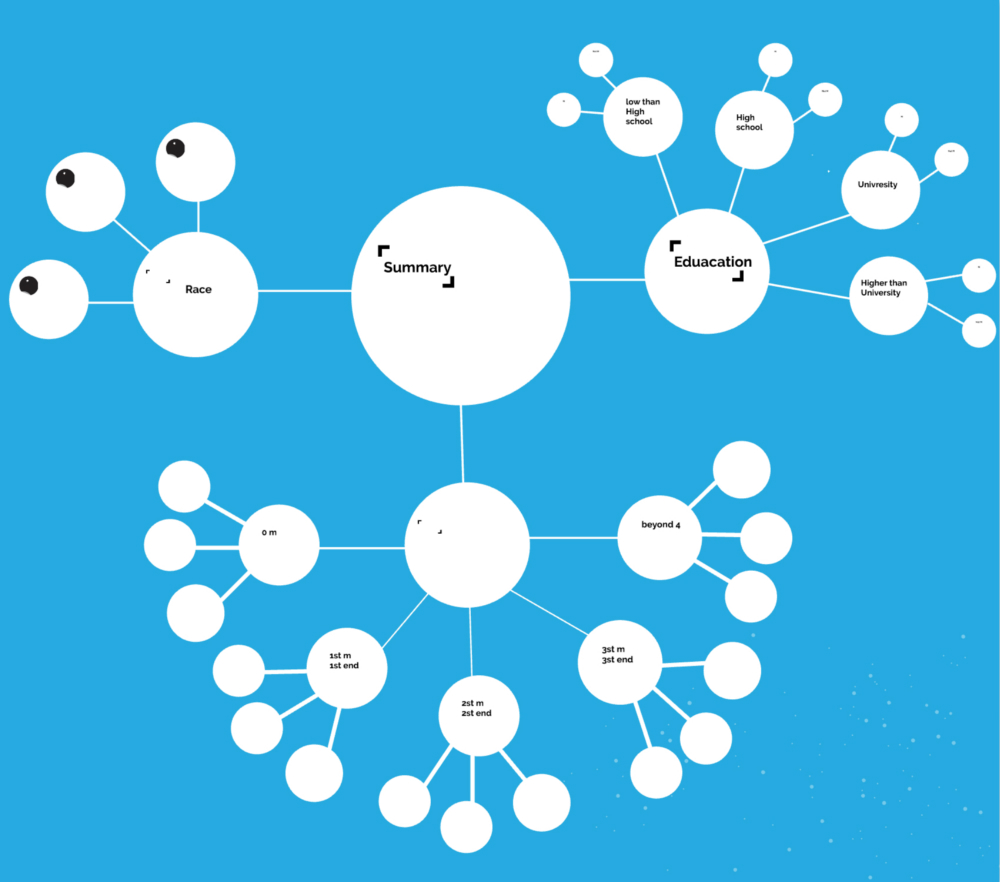 low than
High
school
High
school
Univresity
Summary
Eduacation
Race
Higher than
University
0 m
beyond 4
1st m
1st end
3st m
3st end
2st m
2st end